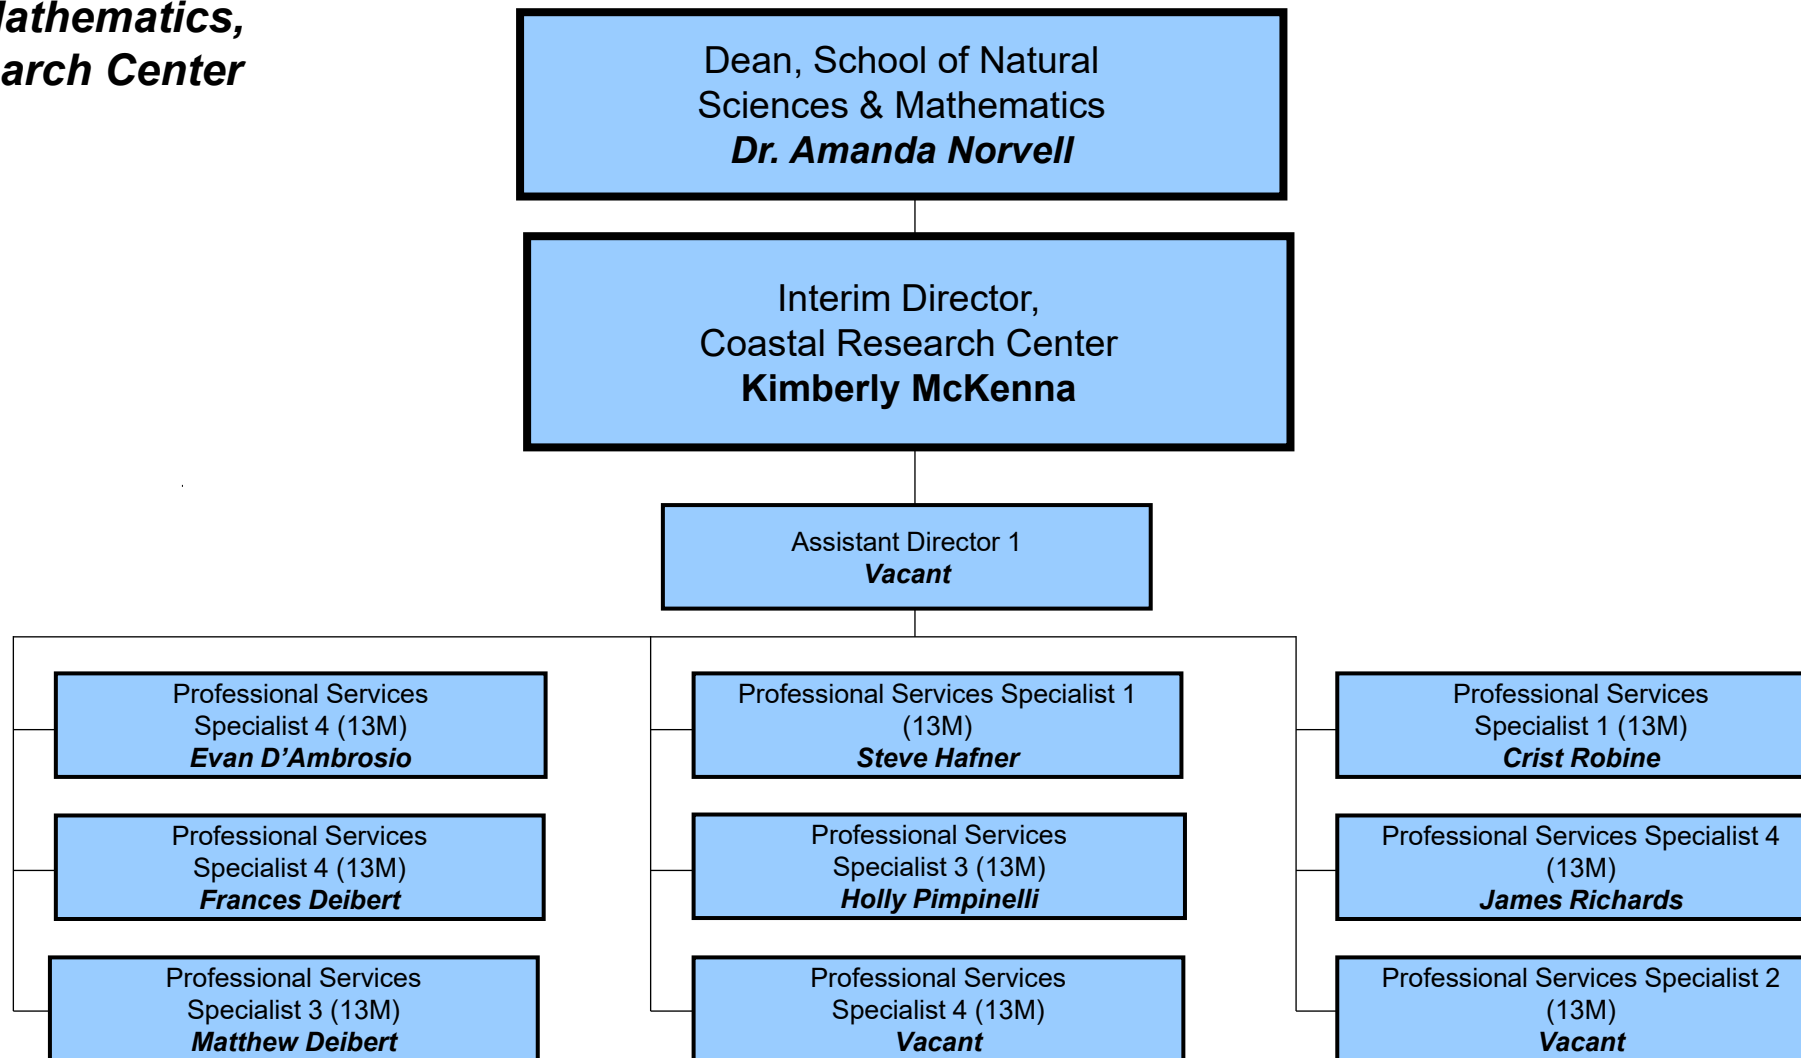 Mathematics,
arch Center
Dean, School of Natural
Sciences & Mathematics
Dr. Amanda Norvell
Interim Director,
Coastal Research Center
Kimberly McKenna
Assistant Director 1
Vacant
Professional Services
Specialist 4 (13M)
Evan D’Ambrosio
Professional Services
Specialist 4 (13M)
Frances Deibert
Professional Services
Specialist 3 (13M)
Matthew Deibert
Professional Services Specialist 1
(13M)
Steve Hafner
Professional Services
Specialist 3 (13M)
Holly Pimpinelli
Professional Services
Specialist 4 (13M)
Vacant
Professional Services
Specialist 1 (13M)
Crist Robine
Professional Services Specialist 4
(13M)
James Richards
Professional Services Specialist 2
(13M)
Vacant